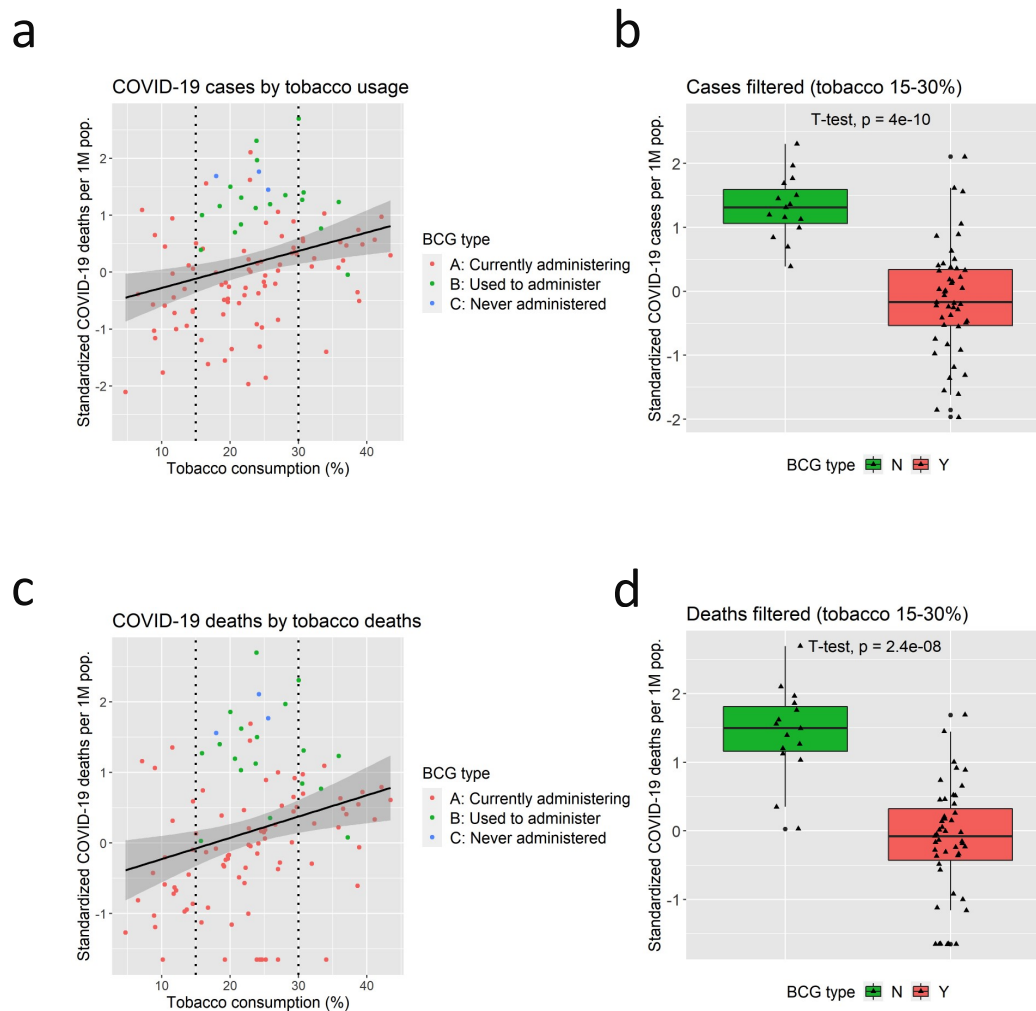 a
COVID-19 cases by tobacco usage
Standardized COVID-19 deaths per 1M pop.
2
1
0
-1
-2
10 20 30 40
Tobacco consumption (%)
BCG type
A: Currently administering
B: Used to administer
C: Never administered
b
Cases filtered (tobacco 15-30%)
T-test, p = 4e-10
Standardized COVID-19 cases per 1M pop.
2
1
0
-1
-2
BCG type N Y
c
COVID-19 deaths by tobacco deaths
Standardized COVID-19 deaths per 1M pop.
2
1
0
-1
10 20 30 40
Tobacco consumption (%)
BCG type
A: Currently administering
B: Used to administer
C: Never administered
d
Deaths filtered (tobacco 15-30%)
T-test, p = 2.4e-08
Standardized COVID-19 deaths per 1M pop.
2
1
0
-1
BCG type N Y